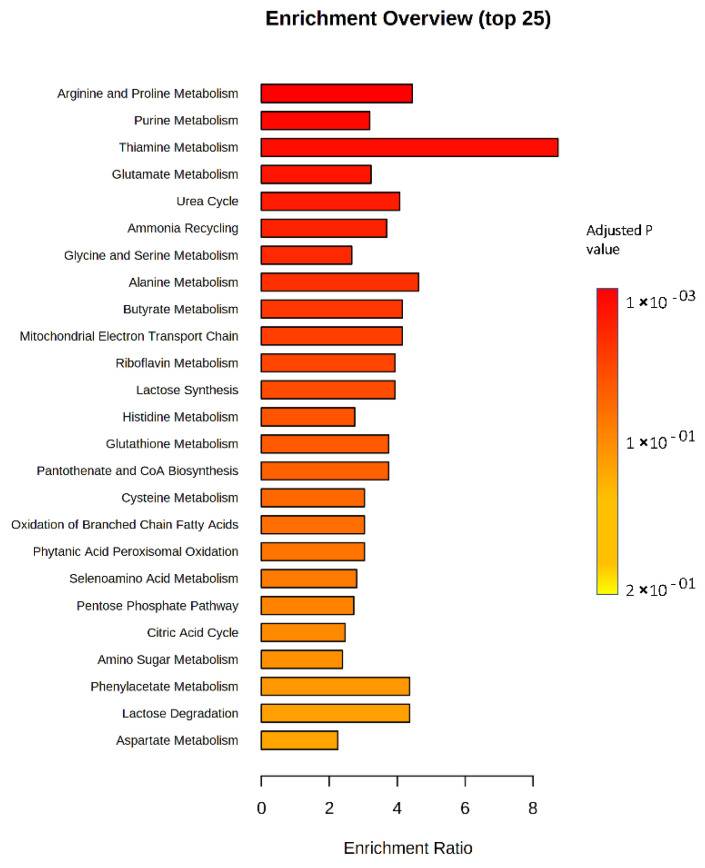 Enrichment Overview (top 25)
Arginine and Proline Metabolism
Purine Metabolism
Thiamine Metabolism
Glutamate Metabolism
Urea Cycle
Ammonia Recycling
Glycine and Serine Metabolism
Alanine Metabolism
Butyrate Metabolism
Mitochondrial Electron Transport Chain
Riboflavin Metabolism
Lactose Synthesis
Histidine Metabolism
Glutathione Metabolism
Pantothenate and CoA Biosynthesis
Cysteine Metabolism
Oxidation of Branched Chain Fatty Acids
Phytanic Acid Peroxisomal Oxidation
Selenoamino Acid Metabolism
Pentose Phosphate Pathway
Citric Acid Cycle
Amino Sugar Metabolism
Phenylacetate Metabolism
Lactose Degradation
Aspartate Metabolism
0 2 4 6 8
Enrichment Ratio
Adjusted P
value
1 ×10 -03
1 ×10 -01
2 ×10 -01